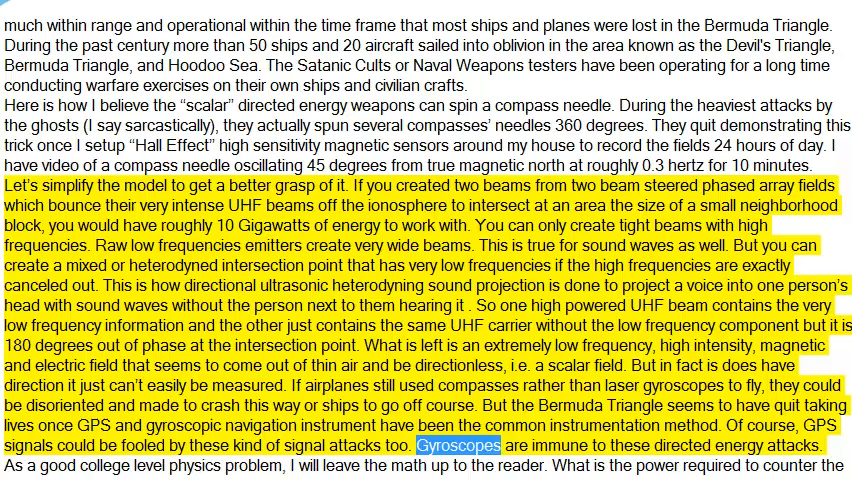 much within range and operational within the time frame that most ships and planes were lost in the Bermuda Triangle.
During the past century more than 50 ships and 20 aircraft sailed into oblivion in the area known as the Devil's Triangle,
Bermuda Triangle, and Hoodoo Sea. The Satanic Cults or Naval Weapons testers have been operating for a long time
conducting warfare exercises on their own ships and civilian crafts.
Here is how I believe the “scalar” directed energy weapons can spin a compass needle. During the heaviest attacks by
the ghosts (I say sarcastically), they actually spun several compasses’ needles 360 degrees. They quit demonstrating this
trick once I setup “Hall Effect” high sensitivity magnetic sensors around my house to record the fields 24 hours of day. I
have video of a compass needle oscillating 45 degrees from true magnetic north at roughly 0.3 hertz for 10 minutes.
Let’s simplify the model to get a better grasp of it. If you created two beams from two beam steered phased array fields
which bounce their very intense UHF beams off the ionosphere to intersect at an area the size of a small neighborhood
block, you would have roughly 10 Gigawatts of energy to work with. You can only create tight beams with high
frequencies. Raw low frequencies emitters create very wide beams. This is true for sound waves as well. But you can
create a mixed or heterodyned intersection point that has very low frequencies if the high frequencies are exactly
canceled out. This is how directional ultrasonic heterodyning sound projection is done to project a voice into one person’s
head with sound waves without the person next to them hearing it . So one high powered UHF beam contains the very
low frequency information and the other just contains the same UHF carrier without the low frequency component but it is
180 degrees out of phase at the intersection point. What is left is an extremely low frequency, high intensity, magnetic
and electric field that seems to come out of thin air and be directionless, i.e. a scalar field. But in fact is does have
direction it just can’t easily be measured. If airplanes still used compasses rather than laser gyroscopes to fly, they could
be disoriented and made to crash this way or ships to go off course. But the Bermuda Triangle seems to have quit taking
lives once GPS and gyroscopic navigation instrument have been the common instrumentation method. Of course, GPS
signals could be fooled by these kind of signal attacks too. Gyroscopes are immune to these directed energy attacks.
As a good college level physics problem, I will leave the math up to the reader. What is the power required to counter the